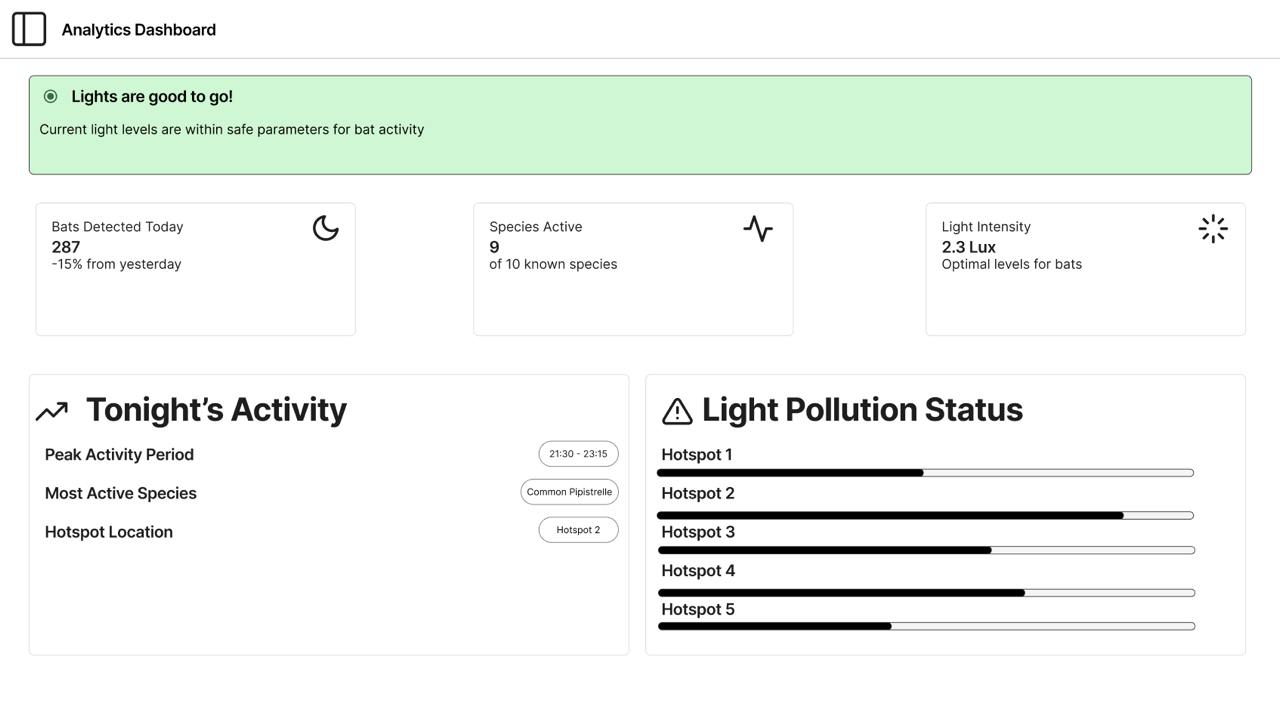 Analytics Dashboard
Lights are good to go!
Current light levels are within safe parameters for bat activity
Bats Detected Today
287
-15% from yesterday
Species Active
9
of 10 known species
Light Intensity
2.3 Lux
Optimal levels for bats
Tonight’s Activity
Peak Activity Period
21:30 - 23:15
Most Active Species
Common Pipistrelle
Hotspot Location
Hotspot 2
Light Pollution Status
Hotspot 1
Hotspot 2
Hotspot 3
Hotspot 4
Hotspot 5